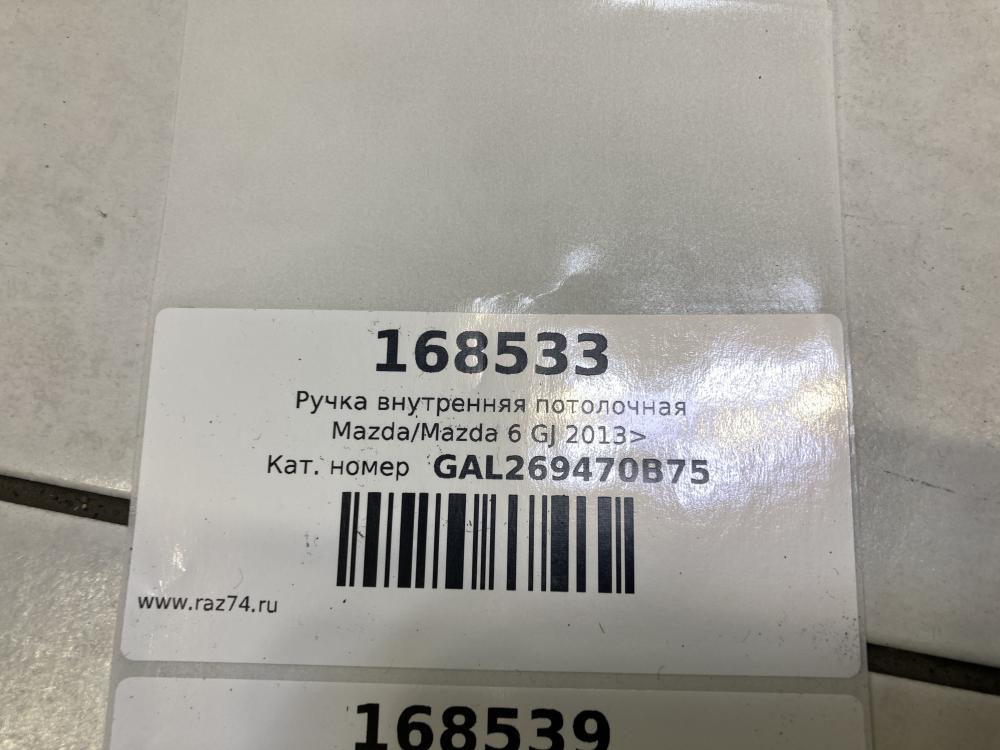 168533
Ручка внутренняя потолочная
Mazda/Mazda 6 GJ 2013>
Кат. номер GAL269470B75
www.raz74.ru
168539